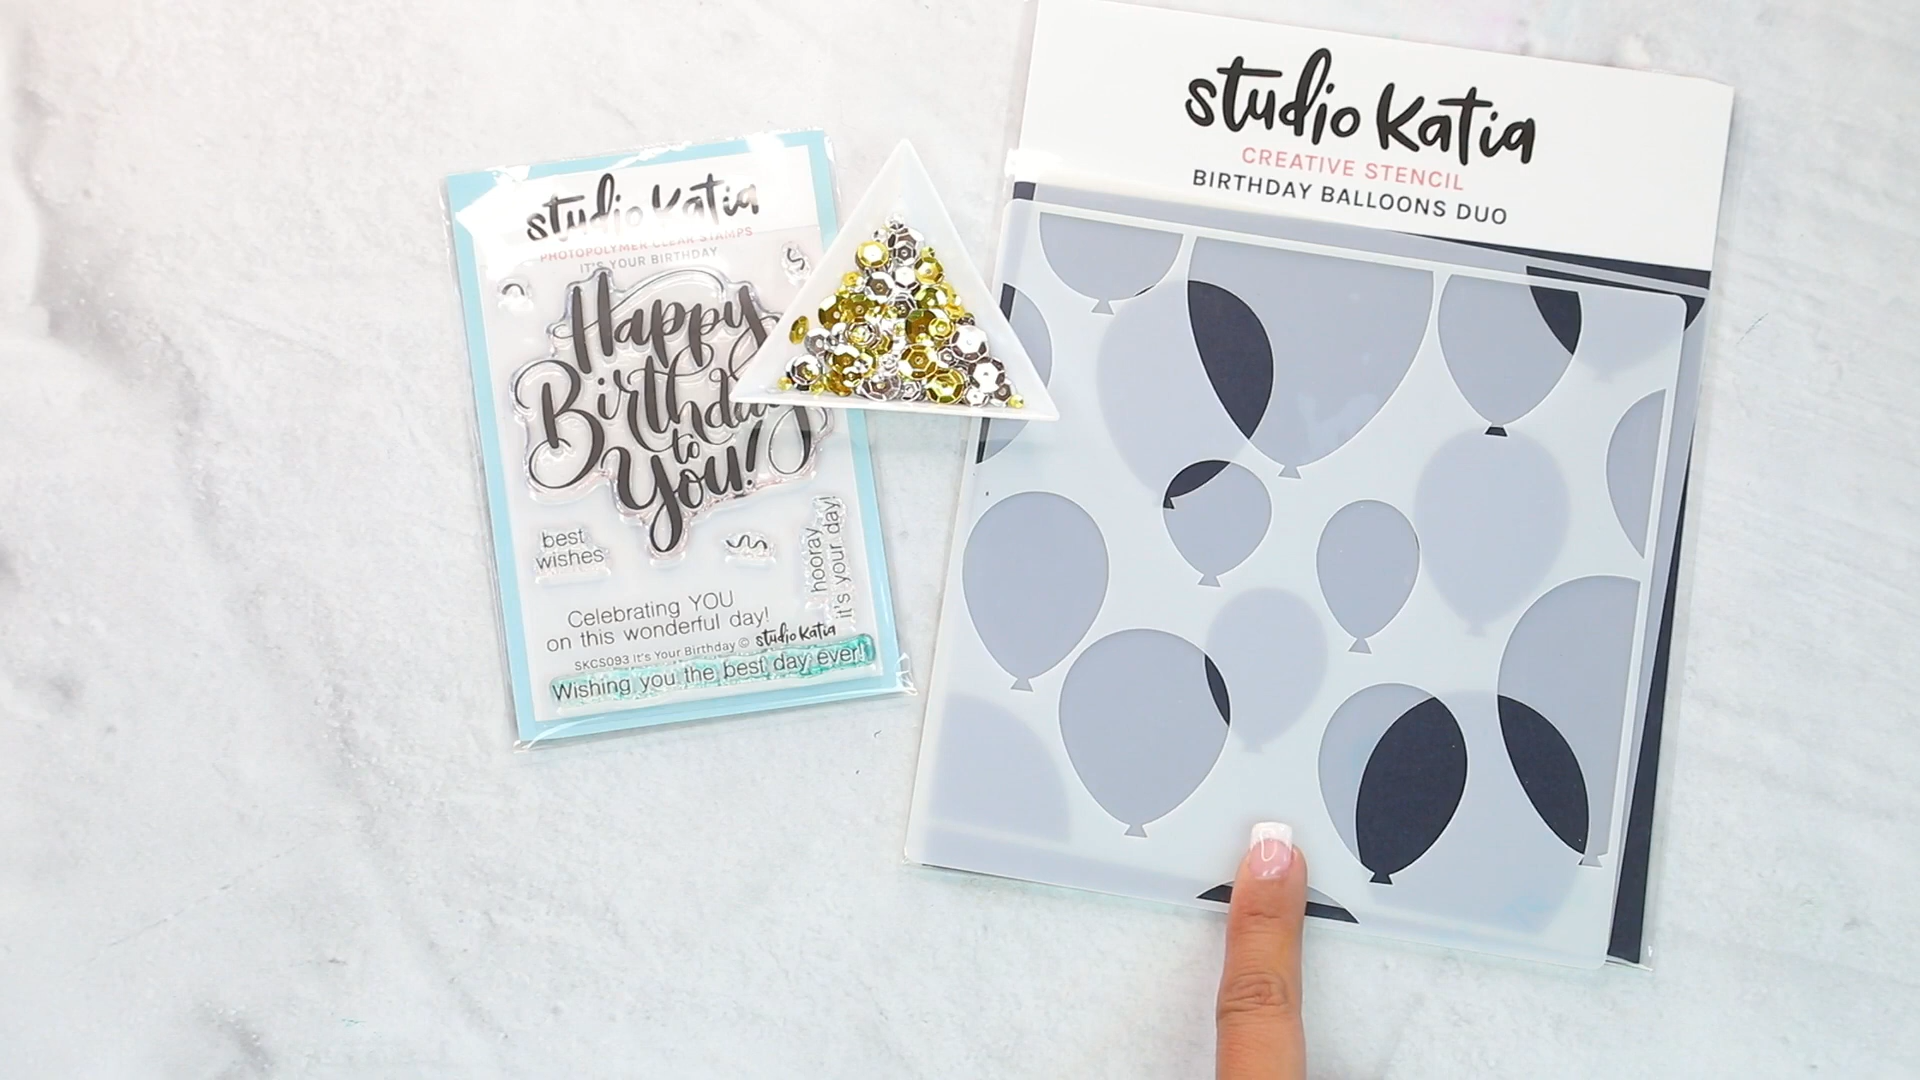 studio Katia
PHOTOPOLYMER CLEAR STAMPS
IT'S YOUR BIRTHDAY
Happy
Birthday
to
You!
best
wishes
hooray
it's your day!
Celebrating YOU
on this wonderful day!
SKCS093 It's Your Birthday © studio Katia
Wishing you the best day ever!
studio Katia
CREATIVE STENCIL
BIRTHDAY BALLOONS DUO